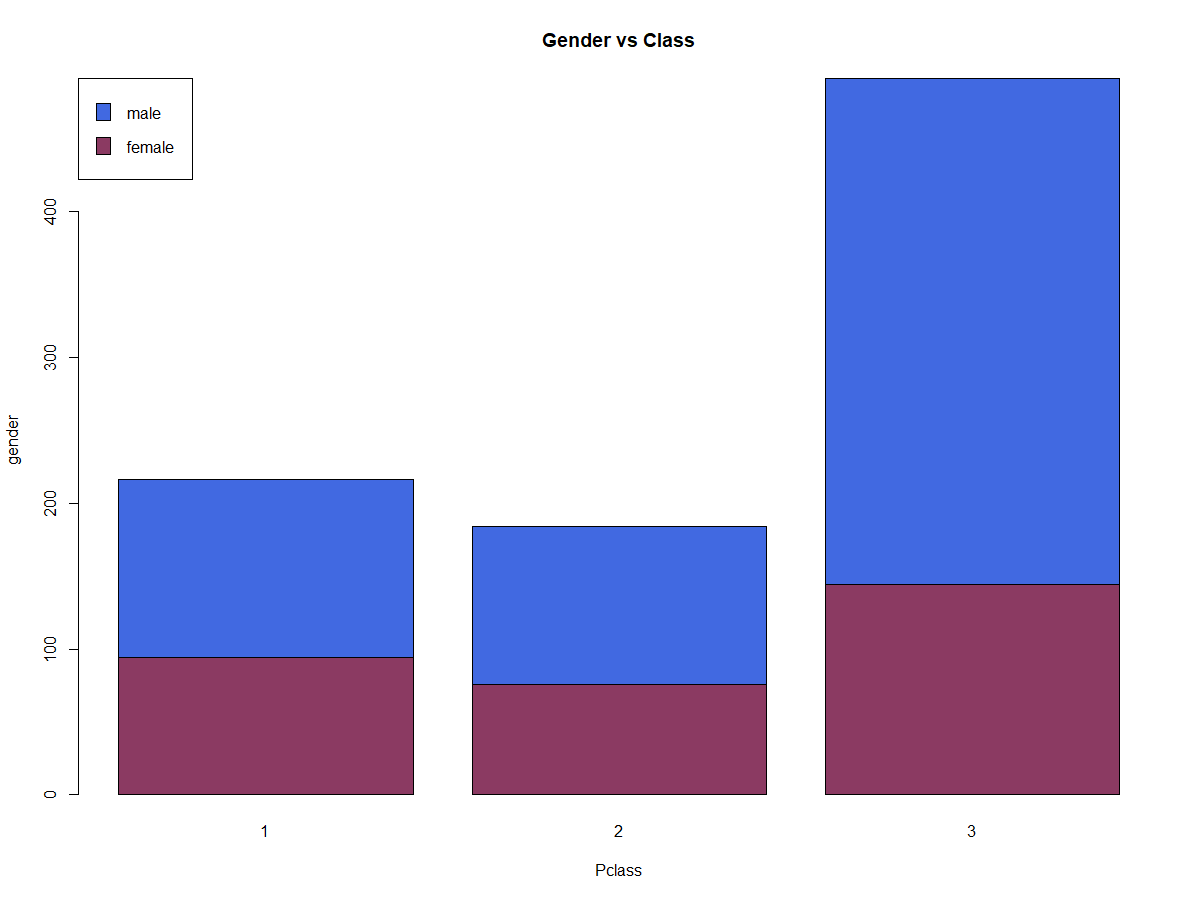 Gender vs Class
male
female
400
300
200
100
0
gender
1 2 3
Pclass